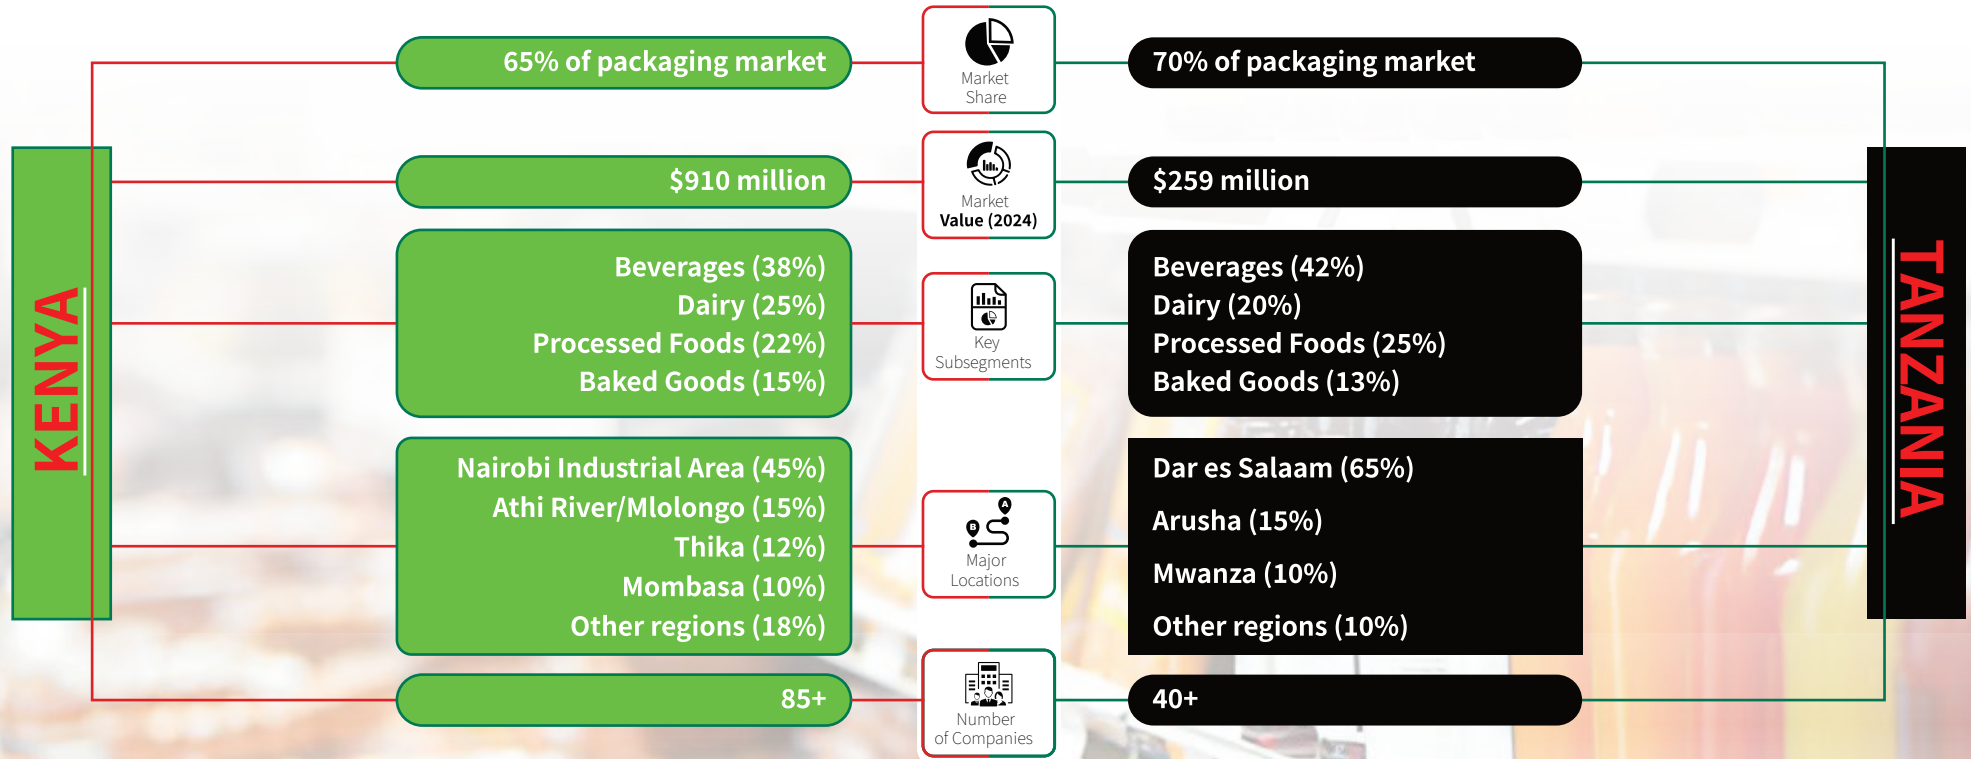 KENYA
65% of packaging market
Market
Share
70% of packaging market
$910 million
Market
Value (2024)
$259 million
Beverages (38%)
Dairy (25%)
Processed Foods (22%)
Baked Goods (15%)
Key
Subsegments
Beverages (42%)
Dairy (20%)
Processed Foods (25%)
Baked Goods (13%)
Nairobi Industrial Area (45%)
Athi River/Mlolongo (15%)
Thika (12%)
Mombasa (10%)
Other regions (18%)
A
B
Major
Locations
Dar es Salaam (65%)
Arusha (15%)
Mwanza (10%)
Other regions (10%)
85+
Number
of Companies
40+
TANZANIA